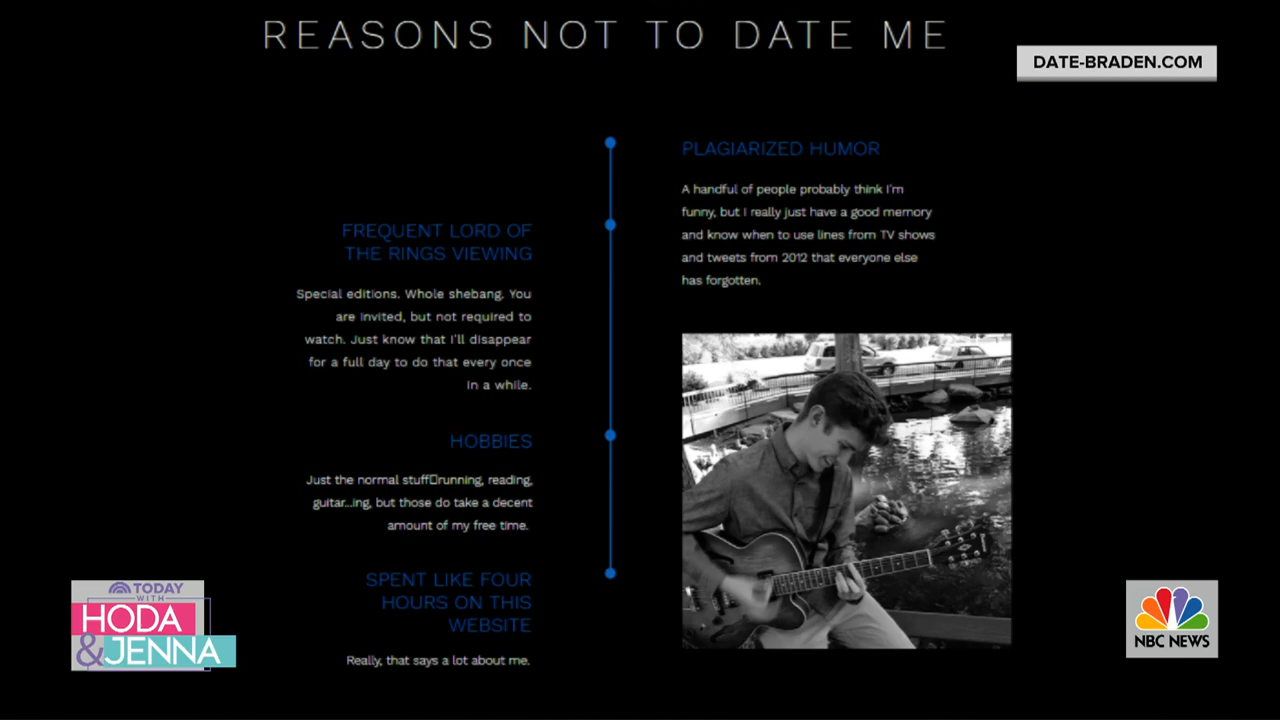 REASONS NOT TO DATE ME
DATE-BRADEN.COM
PLAGIARIZED HUMOR
A handful of people probably think I'm
funny, but I really just have a good memory
and know when to use lines from TV shows
and tweets from 2012 that everyone else
has forgotten.
FREQUENT LORD OF
THE RINGS VIEWING
Special editions. Whole shebang. You
are invited, but not required to
watch. Just know that I'll disappear
for a full day to do that every once
in a while.
HOBBIES
Just the normal stuff□running, reading,
guitar...ing, but those do take a decent
amount of my free time.
SPENT LIKE FOUR
HOURS ON THIS
WEBSITE
Really, that says a lot about me.
TODAY
WITH
HODA
&JENNA
NBC NEWS